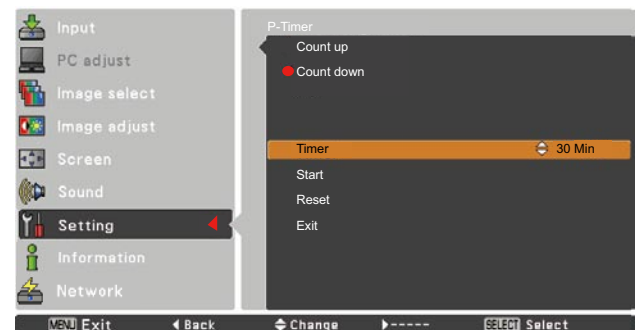 Input
PC adjust
Image select
Image adjust
Screen
Sound
Setting
Information
Network
P-Timer
Count up
Count down
Timer 30 Min
Start
Reset
Exit
MENU Exit Back Change ----- SELECT Select